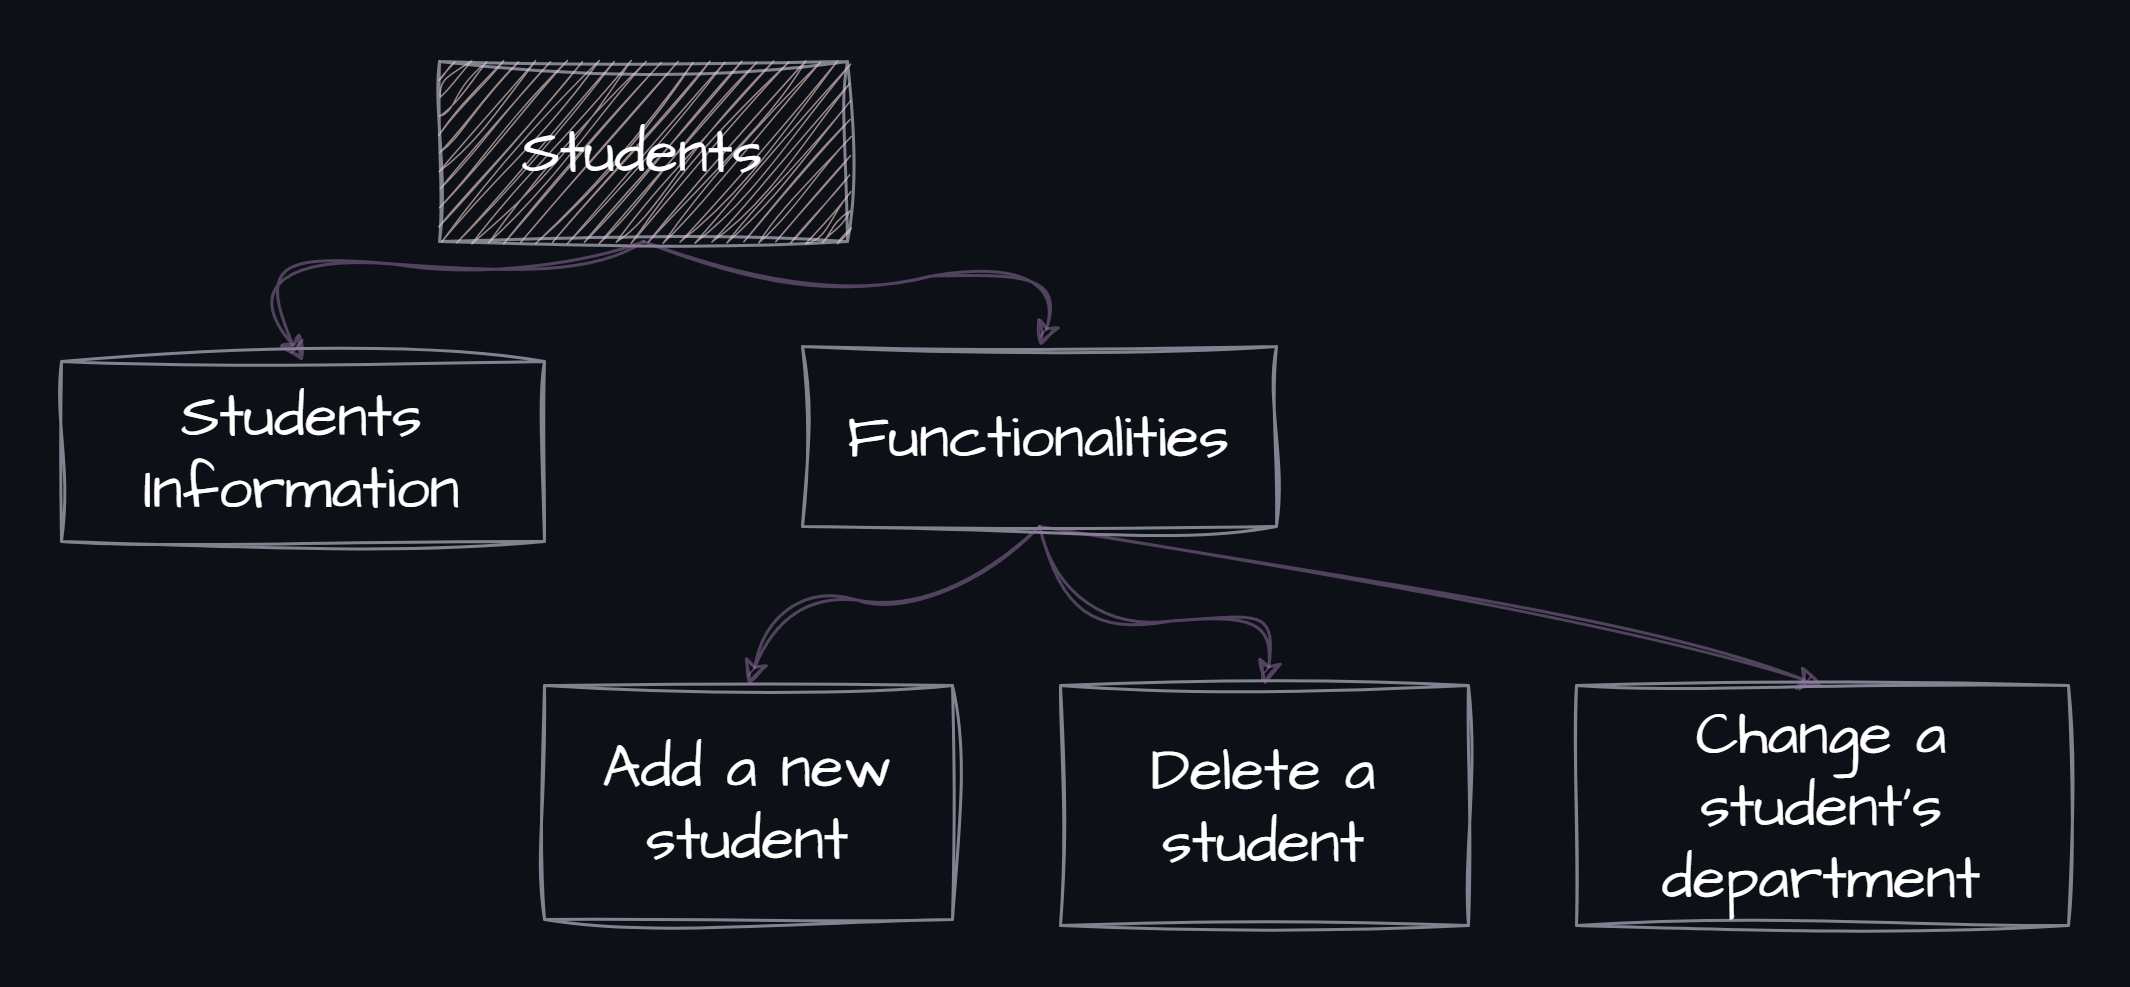 Students
Students
Information
Functionalities
Add a new
student
Delete a
student
Change a
student's
department